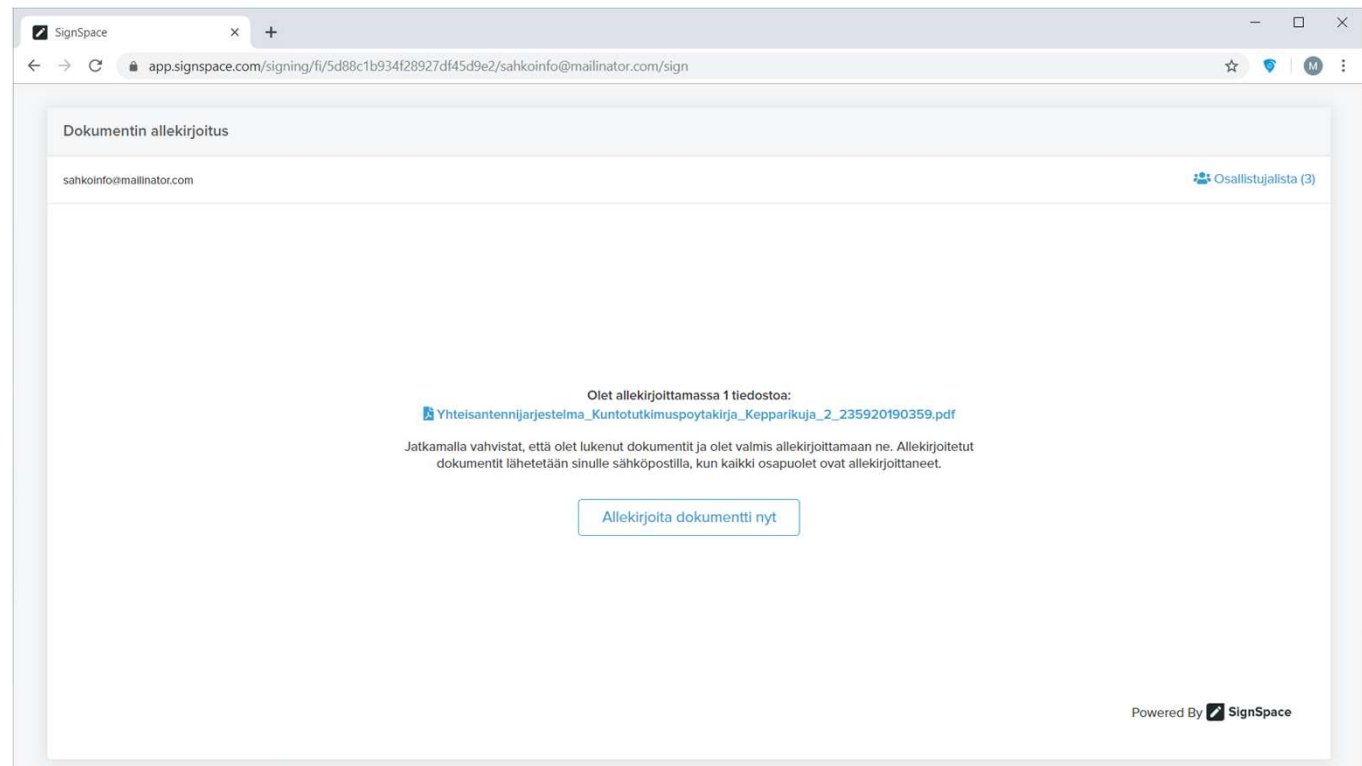 SignSpace
app.signspace.com/signing/fi/5d88c1b934f28927df45d9e2/sahkoinfo@mailinator.com/sign
M
Dokumentin allekirjoitus
sahkoinfo@mailinator.com
Osallistujalista (3)
Olet allekirjoittamassa 1 tiedostoa:
Yhteisantennijarjestelma_Kuntotutkimuspoytakirja_Kepparikuja_2_235920190359.pdf
Jatkamalla vahvistat, että olet lukenut dokumentit ja olet valmis allekirjoittamaan ne. Allekirjoitetut
dokumentit lähetetään sinulle sähköpostilla, kun kaikki osapuolet ovat allekirjoittaneet.
Allekirjoita dokumentti nyt
Powered By SignSpace